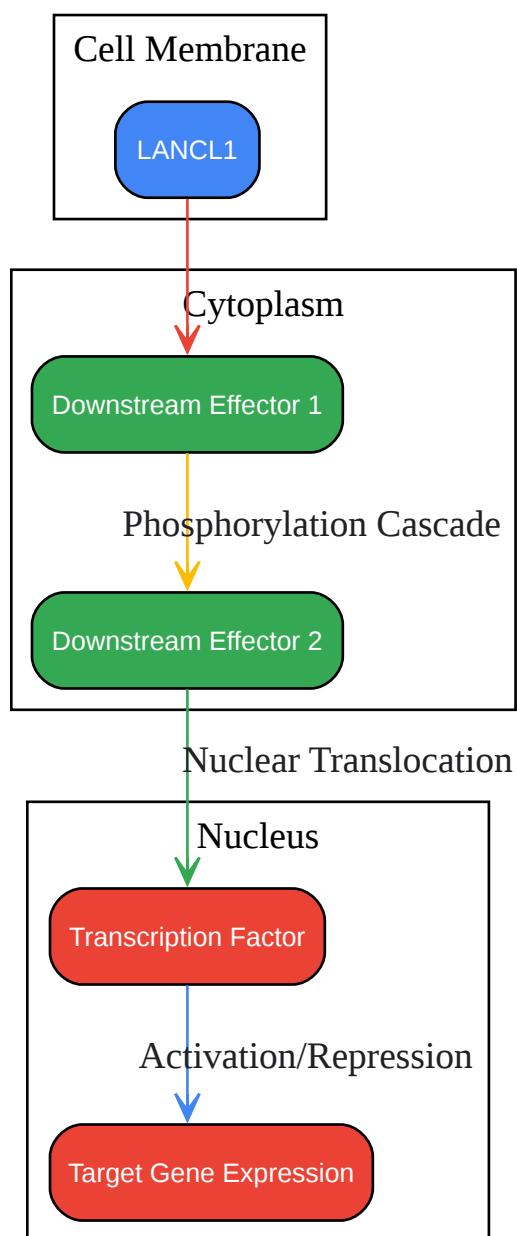 Cell Membrane
LANCL1
Cytoplasm
Downstream Effector 1
Phosphorylation Cascade
Downstream Effector 2
Nuclear Translocation
Nucleus
Transcription Factor
Activation/Repression
Target Gene Expression